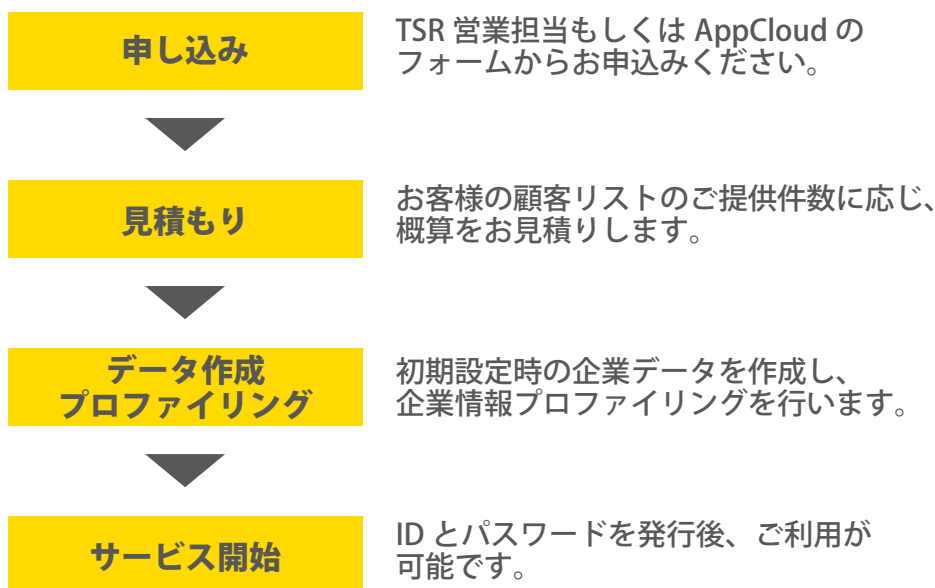 申し込み
TSR 営業担当もしくは AppCloud の
フォームからお申込みください。
見積もり
お客様の顧客リストのご提供件数に応じ、
概算をお見積りします。
データ作成
プロファイリング
初期設定時の企業データを作成し、
企業情報プロファイリングを行います。
サービス開始
ID とパスワードを発行後、ご利用が
可能です。